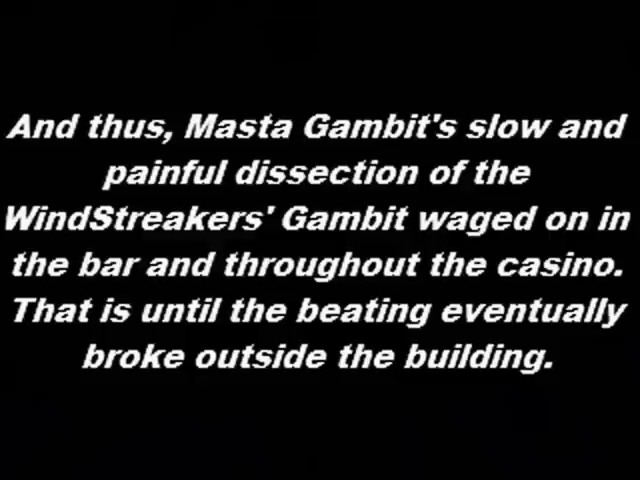 And thus, Masta Gambit's slow and
painful dissection of the
WindStreakers' Gambit waged on in
the bar and throughout the casino.
That is until the beating eventually
broke outside the building.